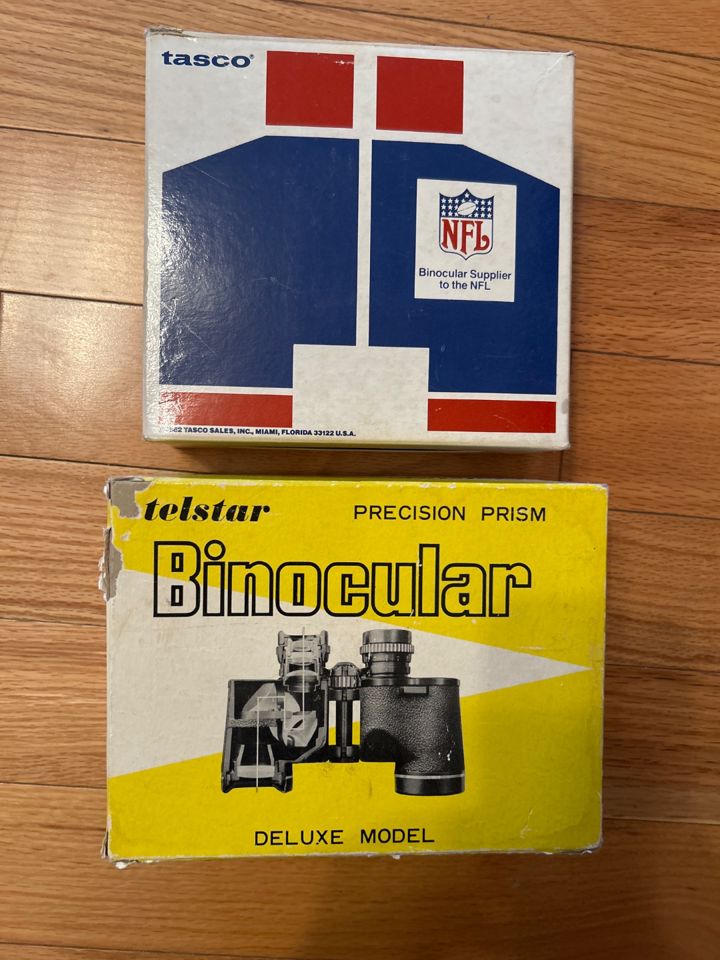 tasco®
NFL
Binocular Supplier
to the NFL
TASCO SALES, INC., MIAMI, FLORIDA 33122 U.S.A.
telstar
PRECISION PRISM
Binocular
DELUXE MODEL